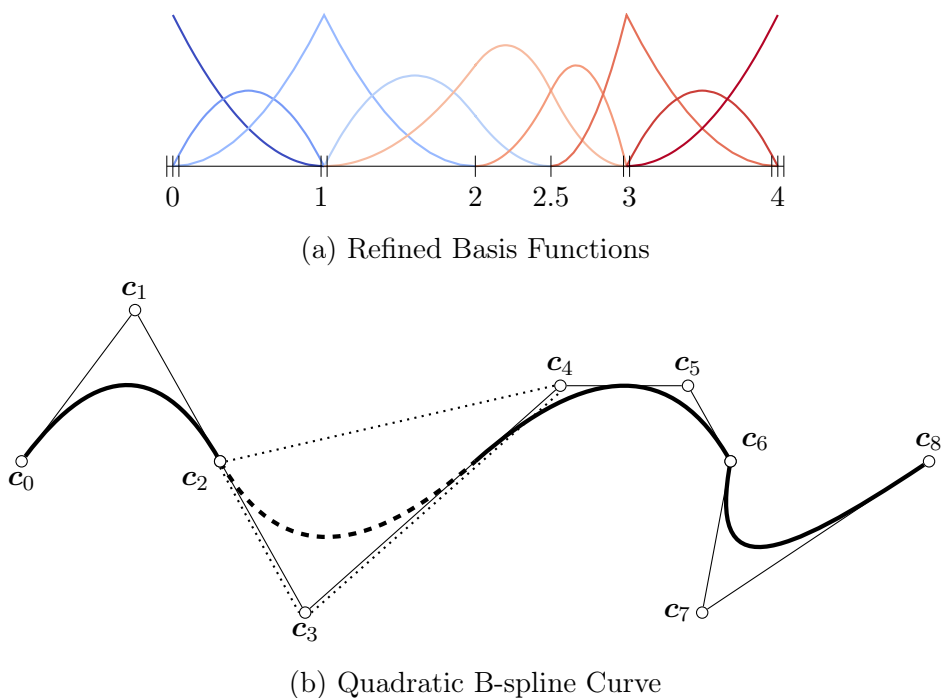 0 1 2 2.5 3 4
(a) Refined Basis Functions
c₁
c₄ c₅
c₀ c₂ c₆ c₈
c₃ c₇
(b) Quadratic B-spline Curve